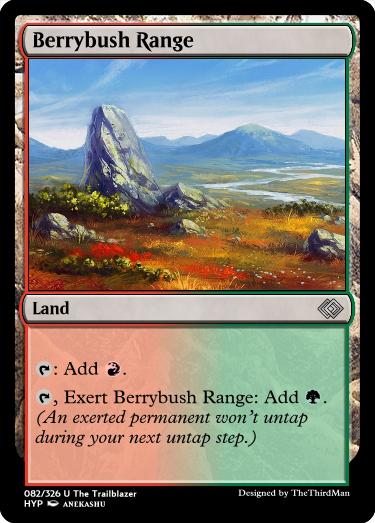 Berrybush Range
Land
: Add .
, Exert Berrybush Range: Add .
(An exerted permanent won't untap
during your next untap step.)
082/326 U The Trailblazer
Designed by TheThirdMan
HYP ANEKASHU